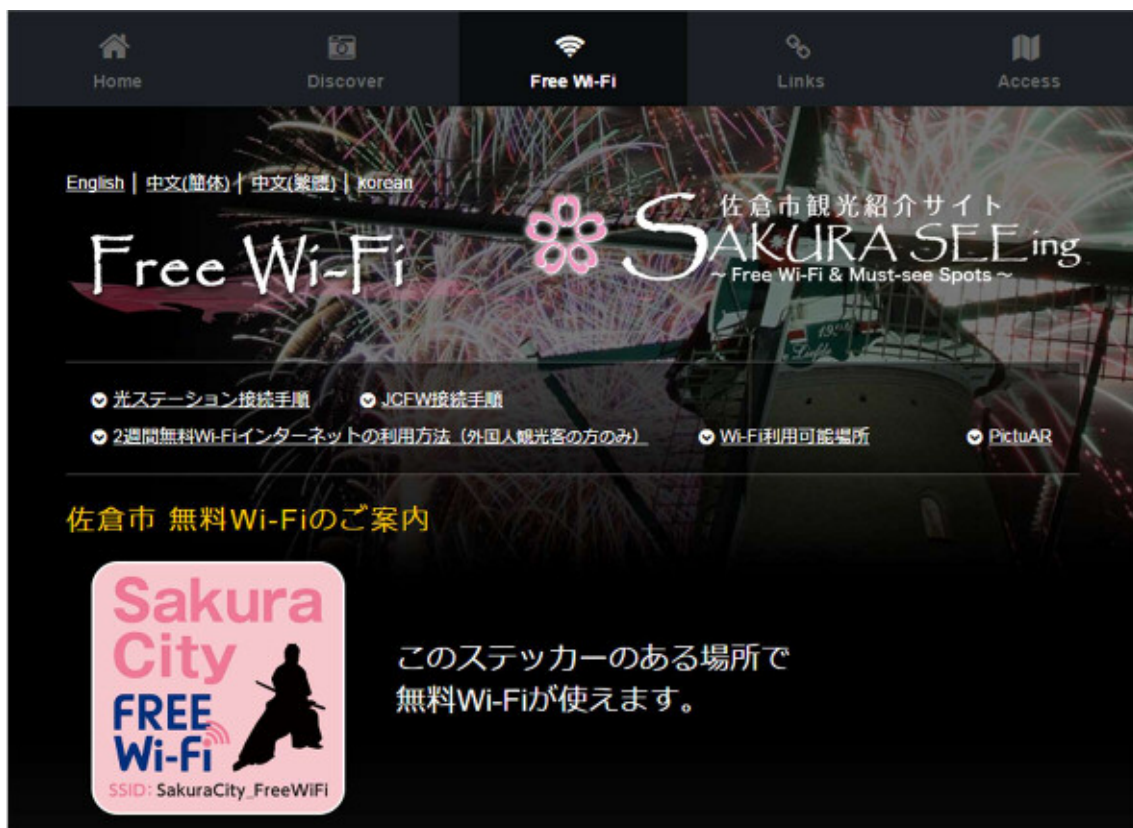 Home Discover Free Wi-Fi Links Access
English | 中文(簡体) | 中文(繁體) | korean
佐倉市観光紹介サイト
Free Wi-Fi
SAKURA SEEing
~ Free Wi-Fi & Must-see Spots ~
光ステーション接続手順 JCFW接続手順
2週間無料Wi-Fiインターネットの利用方法（外国人観光客の方のみ） Wi-Fi利用可能場所 PictuAR
佐倉市 無料Wi-Fiのご案内
Sakura
City
FREE
Wi-Fi
SSID: SakuraCity_FreeWiFi
このステッカーのある場所で
無料Wi-Fiが使えます。